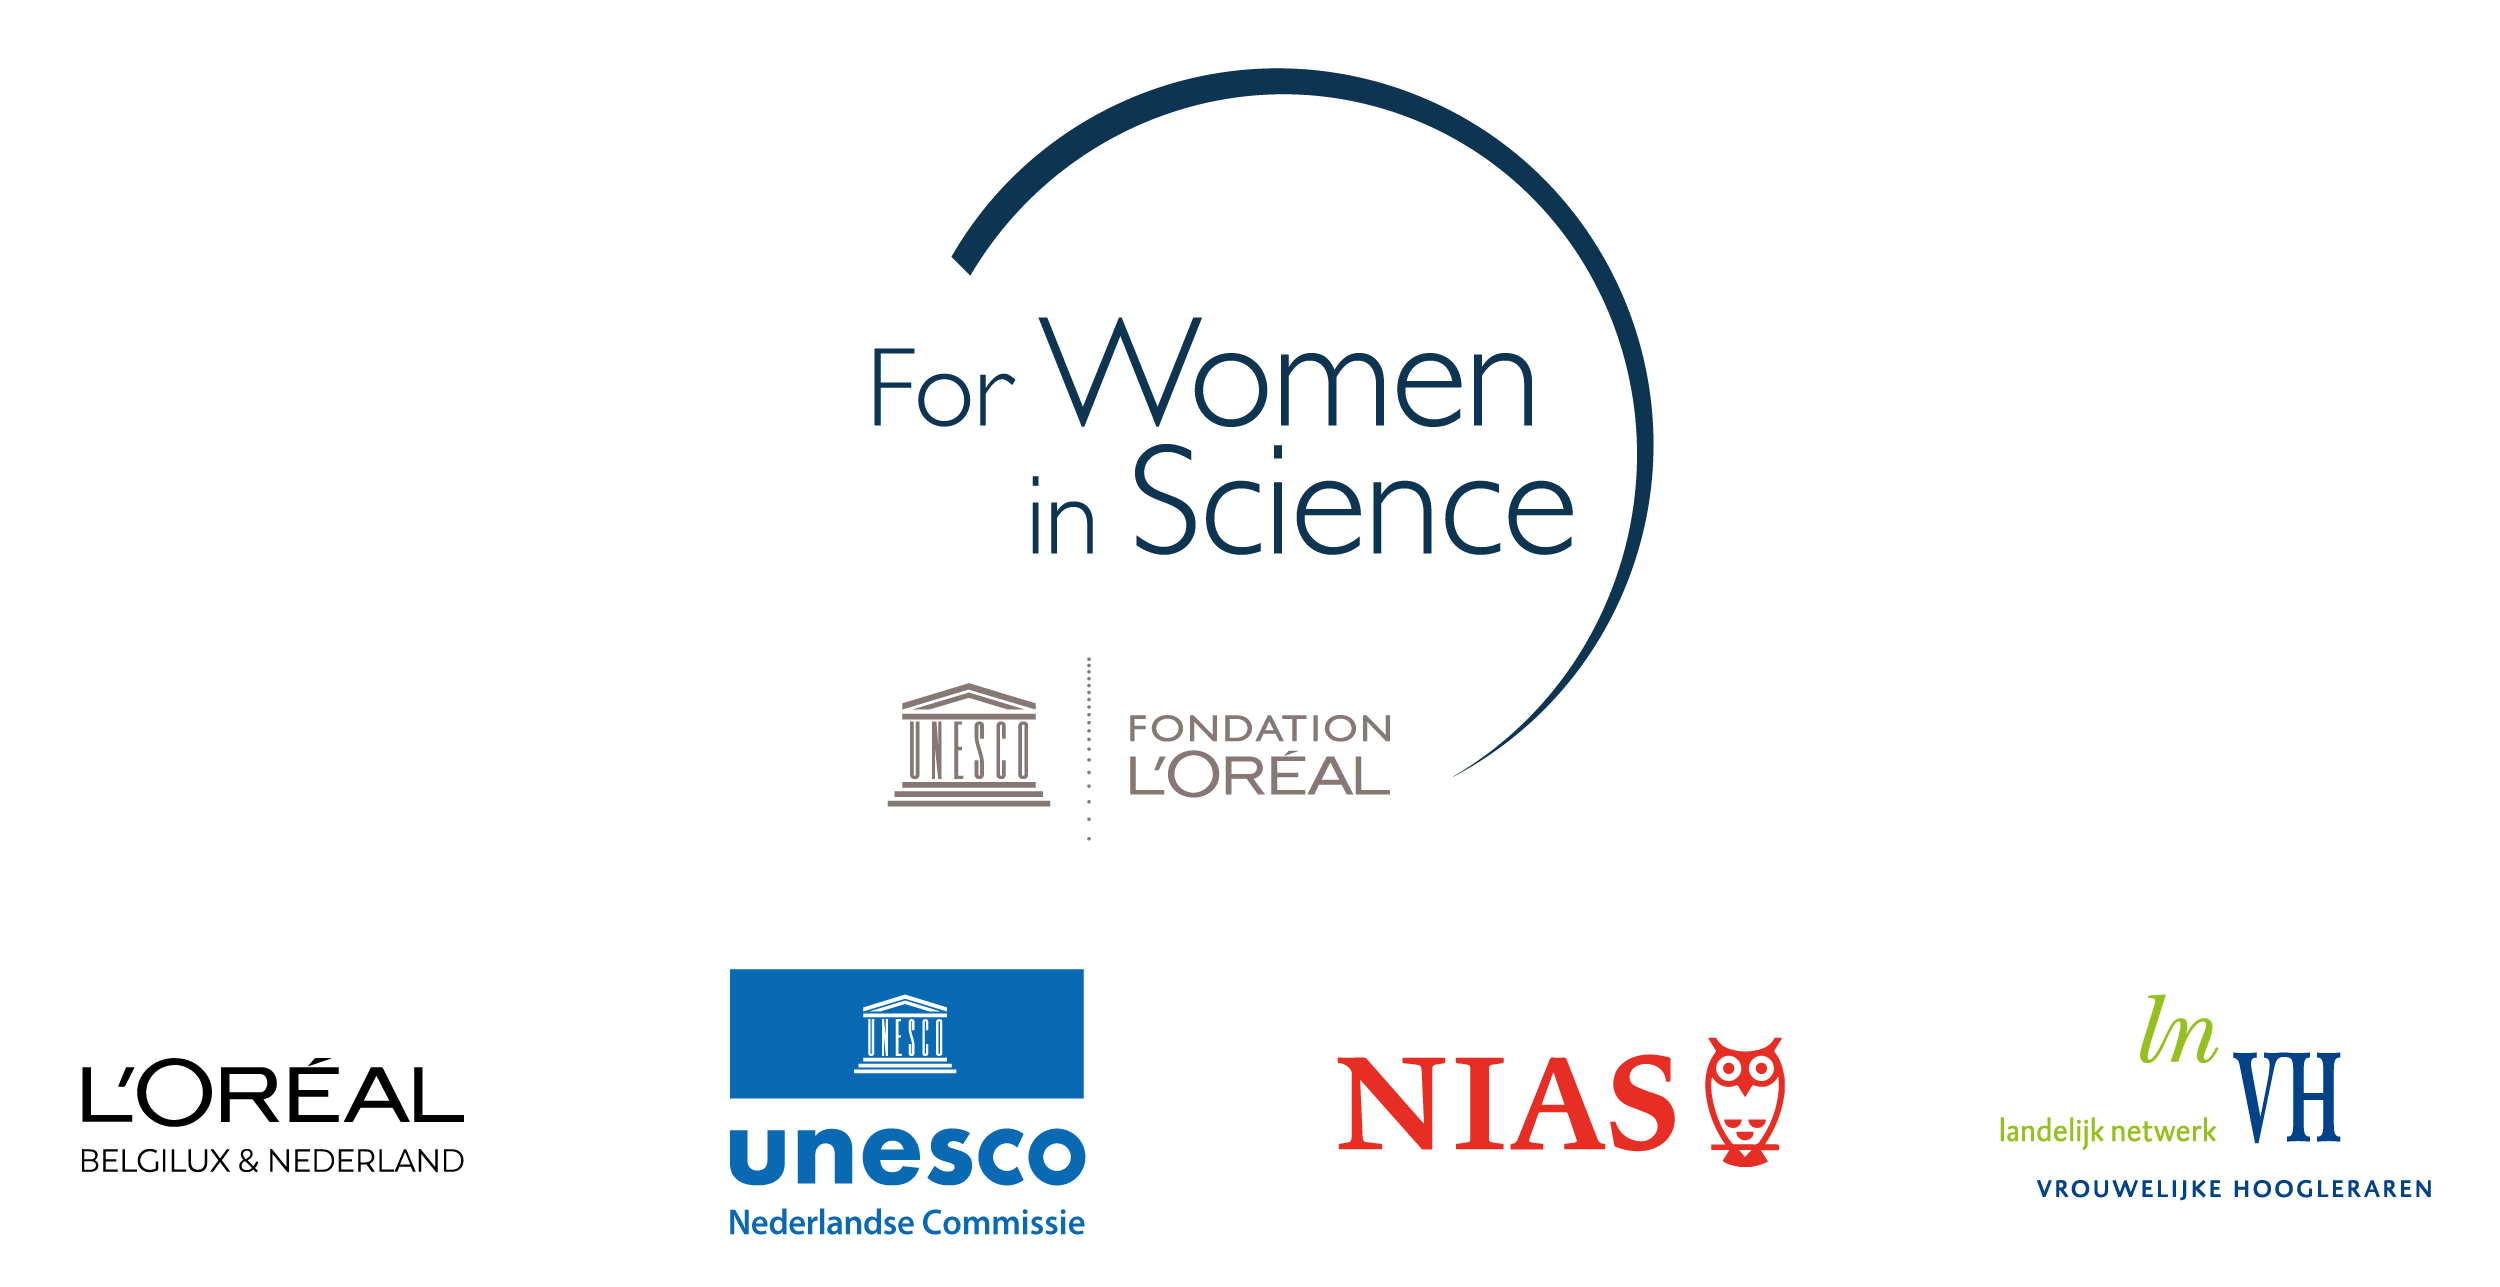 For Women
in Science
UNESCO
FONDATION
L'ORÉAL
L'ORÉAL
BELGILUX & NEDERLAND
UNESCO
unesco
Nederlandse Commissie
NIAS
ln
VH
landelijk netwerk
VROUWELIJKE HOOGLERAREN